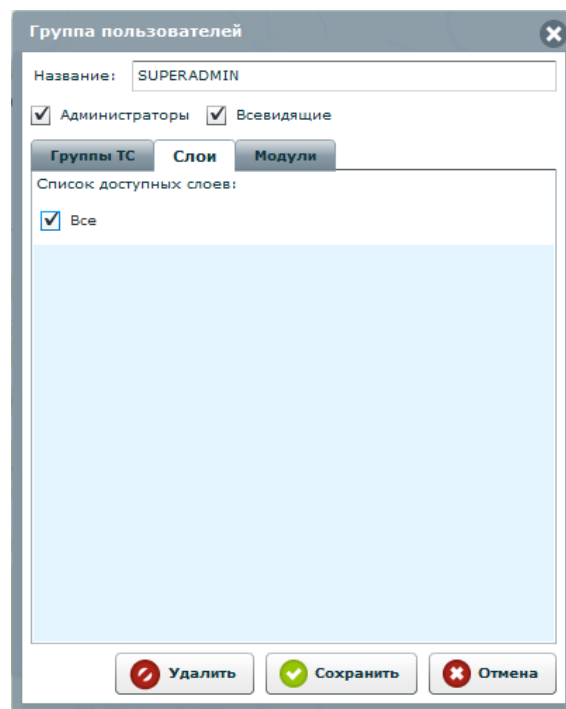 Группа пользователей
Название: SUPERADMIN
Администраторы Всевидящие
Группы ТС Слои Модули
Список доступных слоев:
Все
Удалить Сохранить Отмена